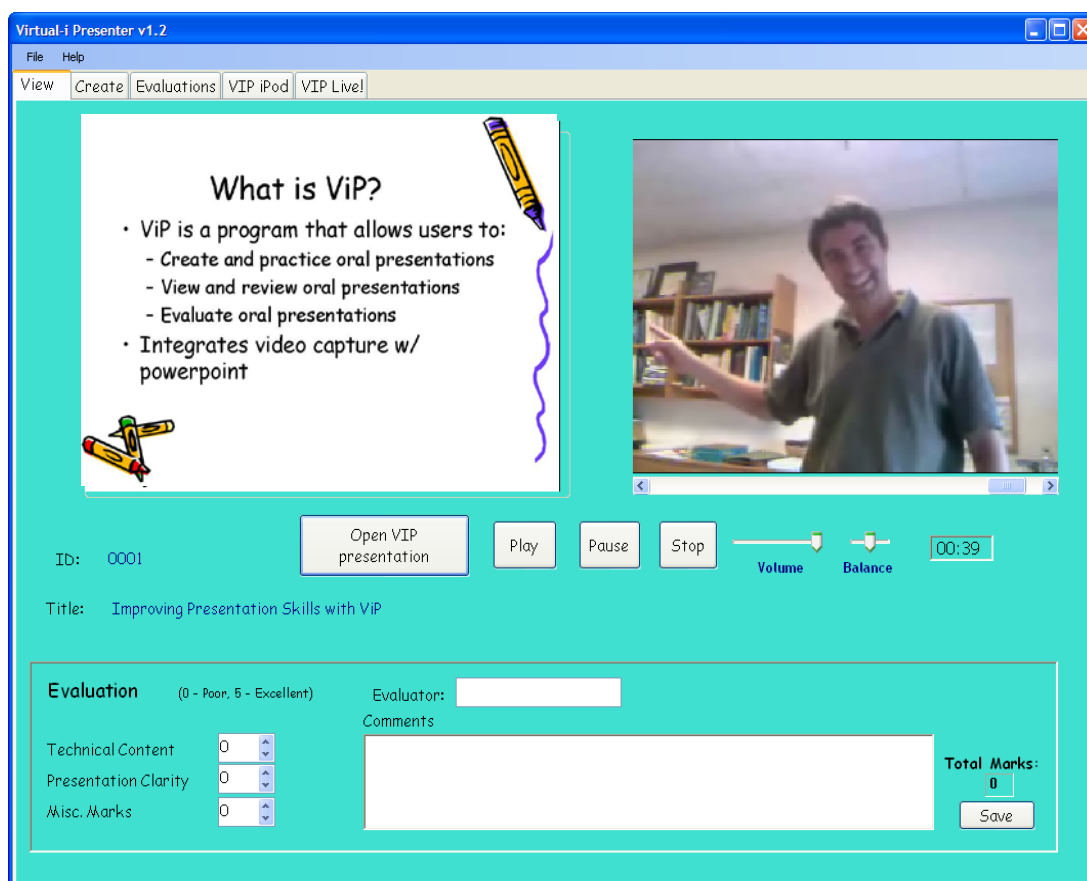 Virtual-i Presenter v1.2
File Help
View Create Evaluations VIP iPod VIP Live!
What is ViP?
· ViP is a program that allows users to:
- Create and practice oral presentations
- View and review oral presentations
- Evaluate oral presentations
· Integrates video capture w/
powerpoint
Open VIP
presentation
Play Pause Stop
Volume Balance
00:39
ID: 0001
Title: Improving Presentation Skills with ViP
Evaluation (0 - Poor, 5 - Excellent)
Evaluator:
Comments
Technical Content 0
Presentation Clarity 0
Misc. Marks 0
Total Marks:
0
Save